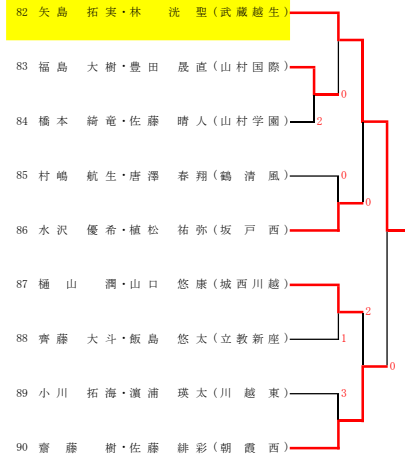 82 矢島 拓実・林 洸聖(武蔵越生)
83 福島 大樹・豊田 晟直(山村国際)
0
84 橋本 綺竜・佐藤 晴人(山村学園)
2
85 村嶋 航生・唐澤 春翔(鶴清風)
0
0
86 水沢 優希・植松 祐弥(坂戸西)
87 樋山 潤・山口 悠康(城西川越)
2
88 齊藤 大斗・飯島 悠太(立教新座)
1
0
89 小川 拓海・濵浦 瑛太(川越東)
3
90 齋藤 樹・佐藤 緋彩(朝霞西)